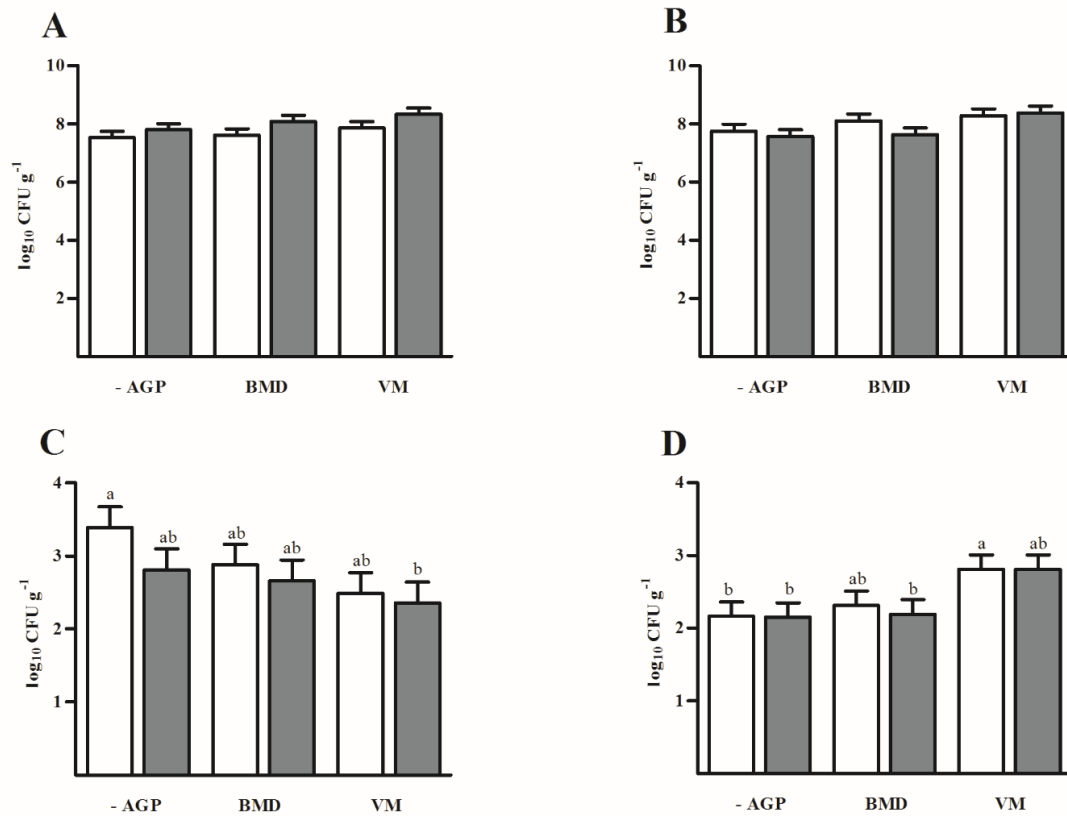 A
10
8
6
4
2
log₁₀ CFU g⁻¹
- AGP BMD VM
B
10
8
6
4
2
log₁₀ CFU g⁻¹
- AGP BMD VM
C
4
3
2
1
log₁₀ CFU g⁻¹
a ab ab ab ab b
- AGP BMD VM
D
4
3
2
1
log₁₀ CFU g⁻¹
b b ab b a ab
- AGP BMD VM